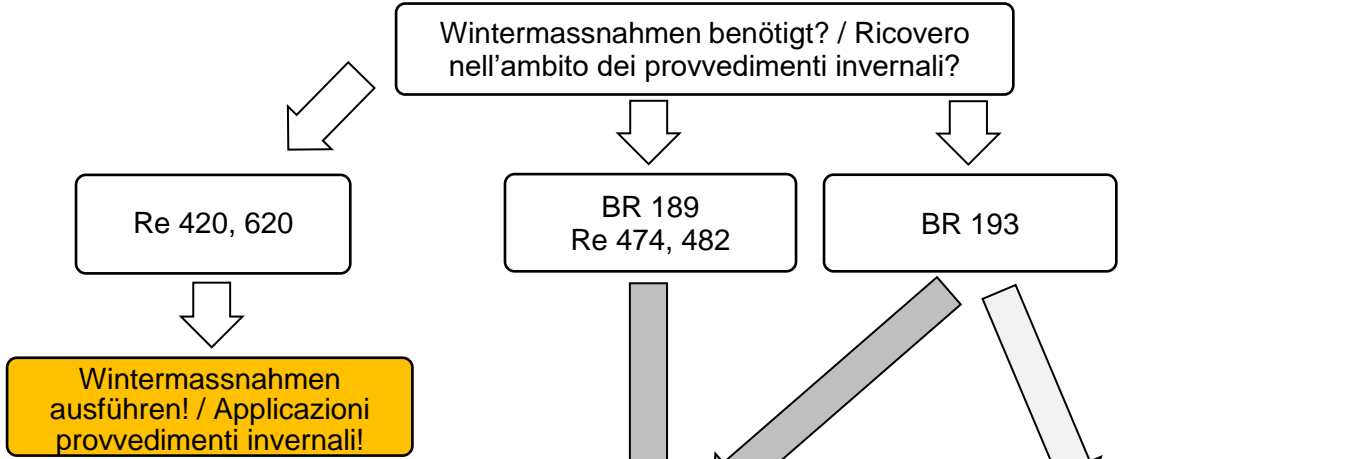 Wintermassnahmen benötigt? / Ricovero
nell'ambito dei provvedimenti invernali?
Re 420, 620
BR 189
Re 474, 482
BR 193
Wintermassnahmen
ausführen! / Applicazioni
provvedimenti invernali!